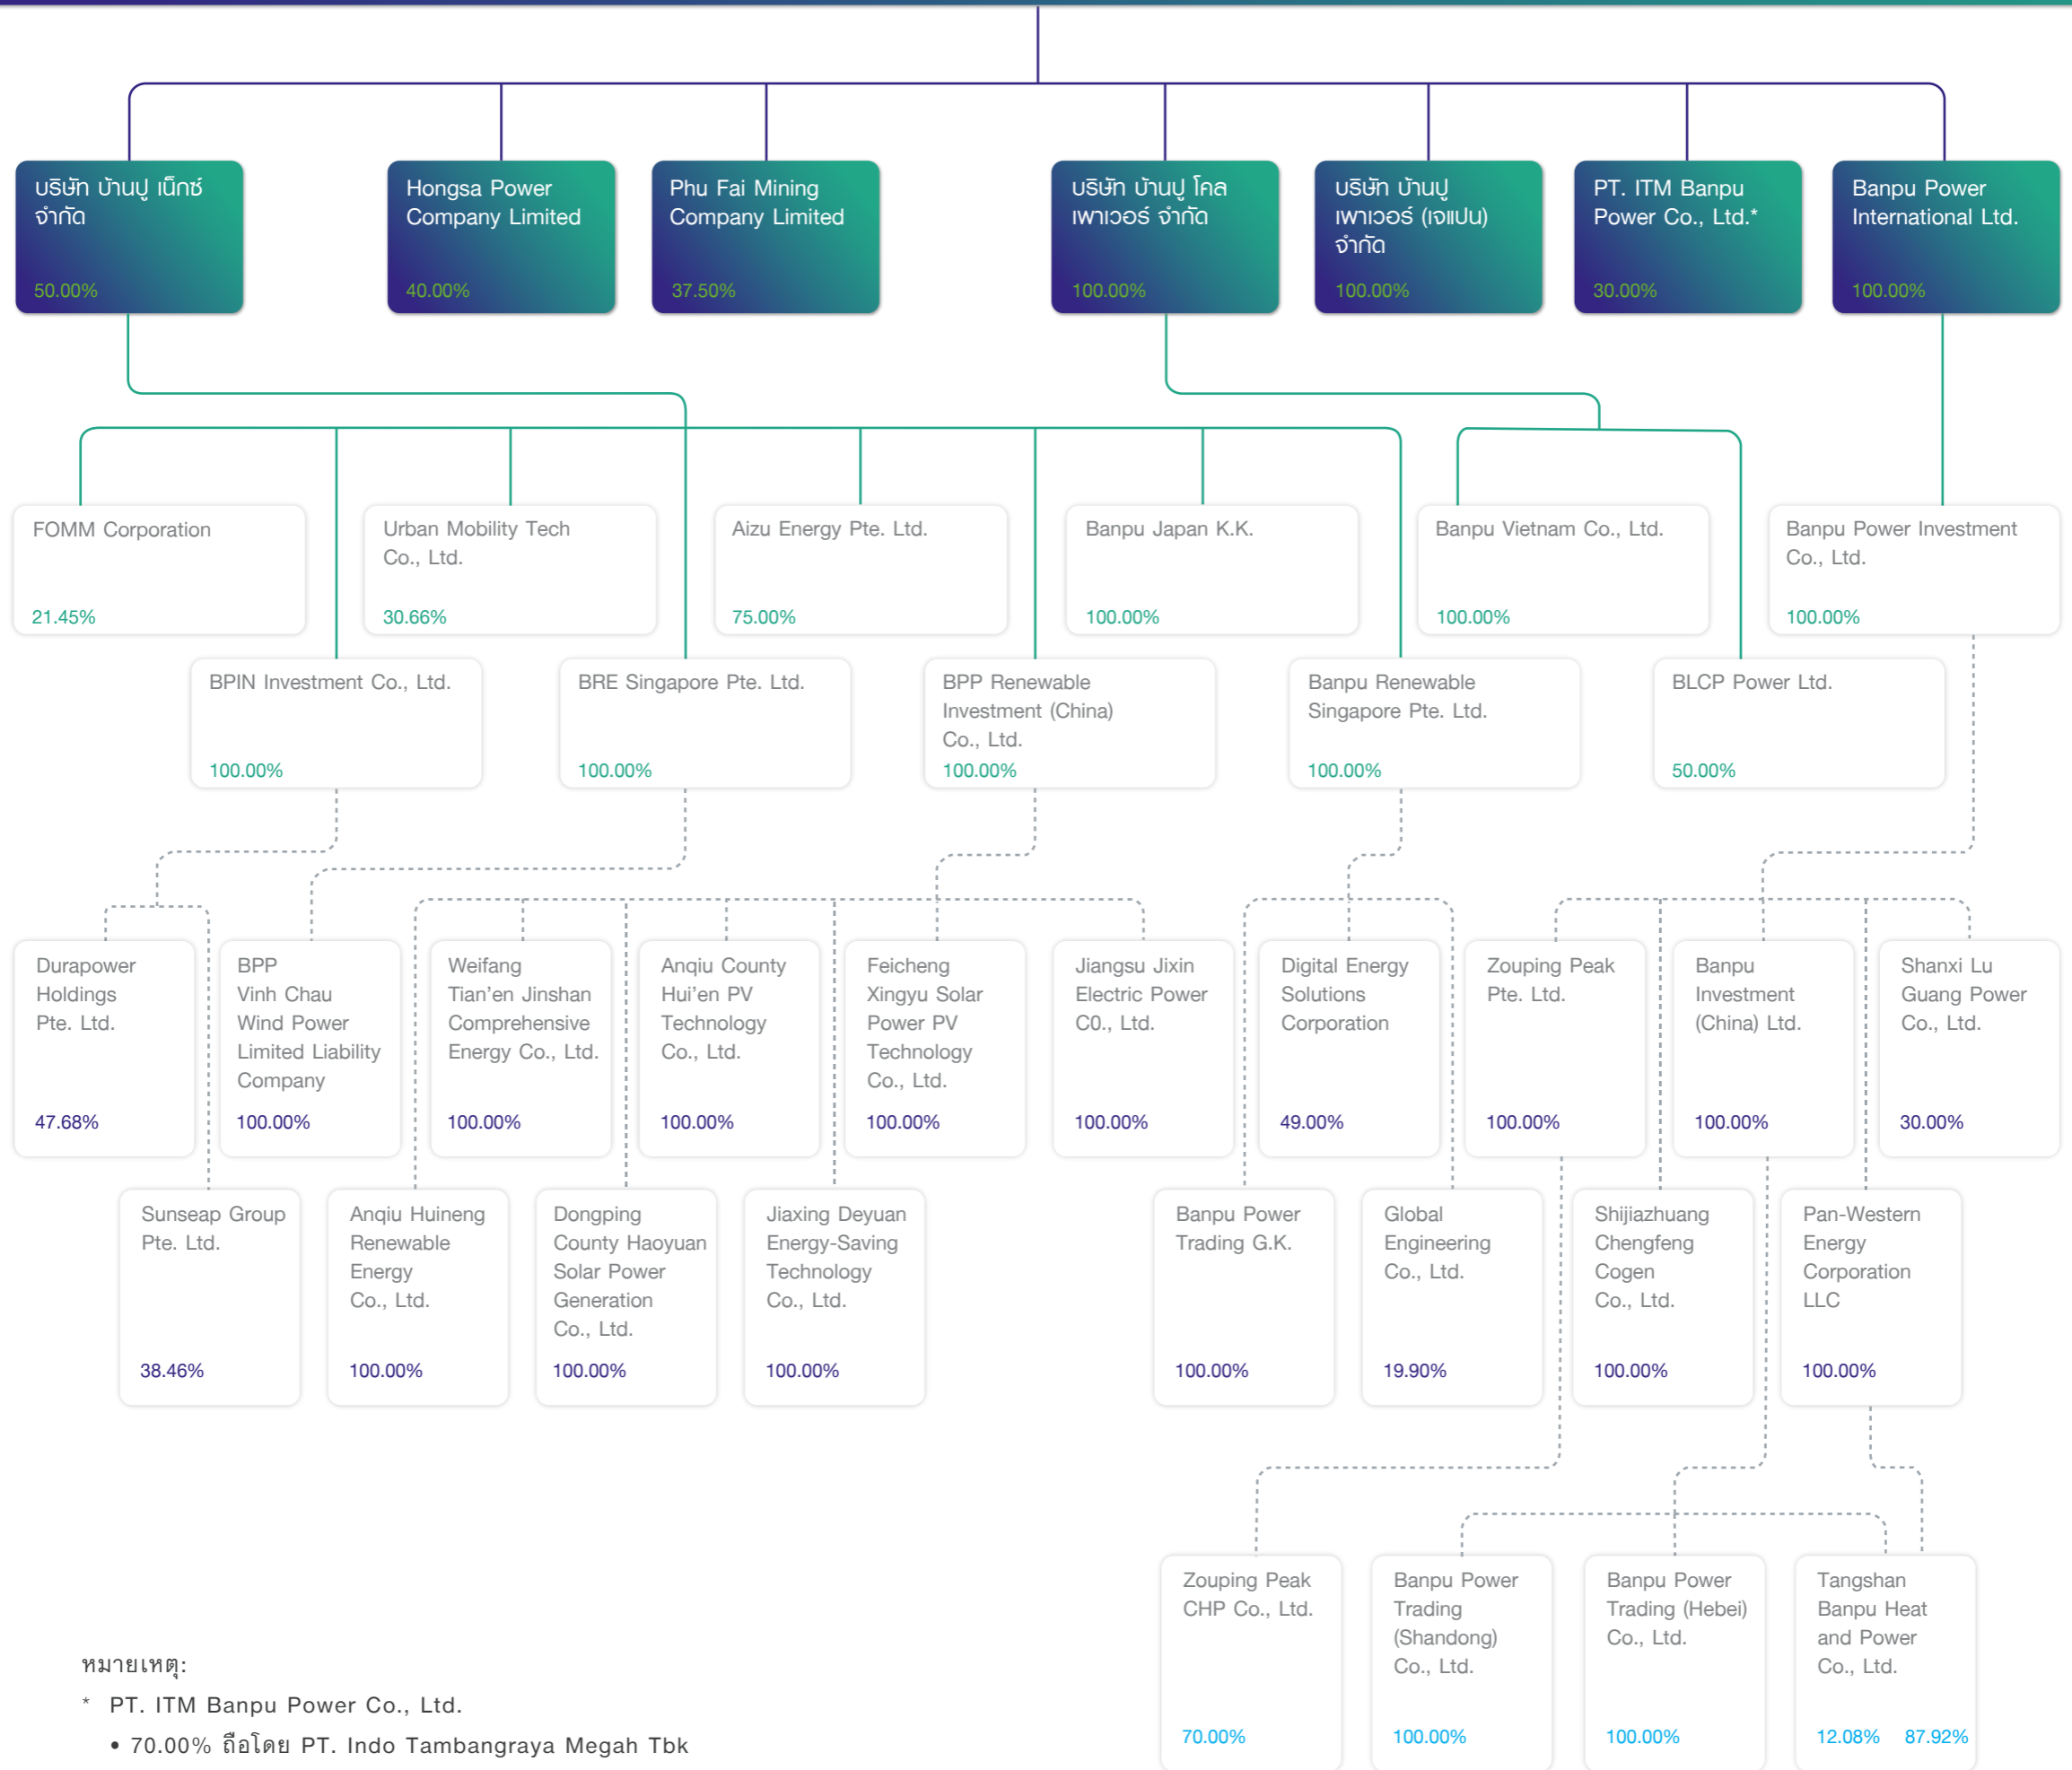 บริษัท บ้านปู เน็กซ์
จำกัด
50.00%
Hongsa Power
Company Limited
40.00%
Phu Fai Mining
Company Limited
37.50%
บริษัท บ้านปู โคล
เพาเวอร์ จำกัด
100.00%
บริษัท บ้านปู
เพาเวอร์ (เจแปน)
จำกัด
100.00%
PT. ITM Banpu
Power Co., Ltd.*
30.00%
Banpu Power
International Ltd.
100.00%
FOMM Corporation
21.45%
Urban Mobility Tech
Co., Ltd.
30.66%
Aizu Energy Pte. Ltd.
75.00%
Banpu Japan K.K.
100.00%
Banpu Vietnam Co., Ltd.
100.00%
Banpu Power Investment
Co., Ltd.
100.00%
BPIN Investment Co., Ltd.
100.00%
BRE Singapore Pte. Ltd.
100.00%
BPP Renewable
Investment (China)
Co., Ltd.
100.00%
Banpu Renewable
Singapore Pte. Ltd.
100.00%
BLCP Power Ltd.
50.00%
Durapower
Holdings
Pte. Ltd.
47.68%
BPP
Vinh Chau
Wind Power
Limited Liability
Company
100.00%
Weifang
Tian’en Jinshan
Comprehensive
Energy Co., Ltd.
100.00%
Anqiu County
Hui’en PV
Technology
Co., Ltd.
100.00%
Feicheng
Xingyu Solar
Power PV
Technology
Co., Ltd.
100.00%
Jiangsu Jixin
Electric Power
C0., Ltd.
100.00%
Digital Energy
Solutions
Corporation
49.00%
Zouping Peak
Pte. Ltd.
100.00%
Banpu
Investment
(China) Ltd.
100.00%
Shanxi Lu
Guang Power
Co., Ltd.
30.00%
Sunseap Group
Pte. Ltd.
38.46%
Anqiu Huineng
Renewable
Energy
Co., Ltd.
100.00%
Dongping
County Haoyuan
Solar Power
Generation
Co., Ltd.
100.00%
Jiaxing Deyuan
Energy-Saving
Technology
Co., Ltd.
100.00%
Banpu Power
Trading G.K.
100.00%
Global
Engineering
Co., Ltd.
19.90%
Shijiazhuang
Chengfeng
Cogen
Co., Ltd.
100.00%
Pan-Western
Energy
Corporation
LLC
100.00%
Zouping Peak
CHP Co., Ltd.
70.00%
Banpu Power
Trading
(Shandong)
Co., Ltd.
100.00%
Banpu Power
Trading (Hebei)
Co., Ltd.
100.00%
Tangshan
Banpu Heat
and Power
Co., Ltd.
12.08% 87.92%
หมายเหตุ:
* PT. ITM Banpu Power Co., Ltd.
• 70.00% ถือโดย PT. Indo Tambangraya Megah Tbk